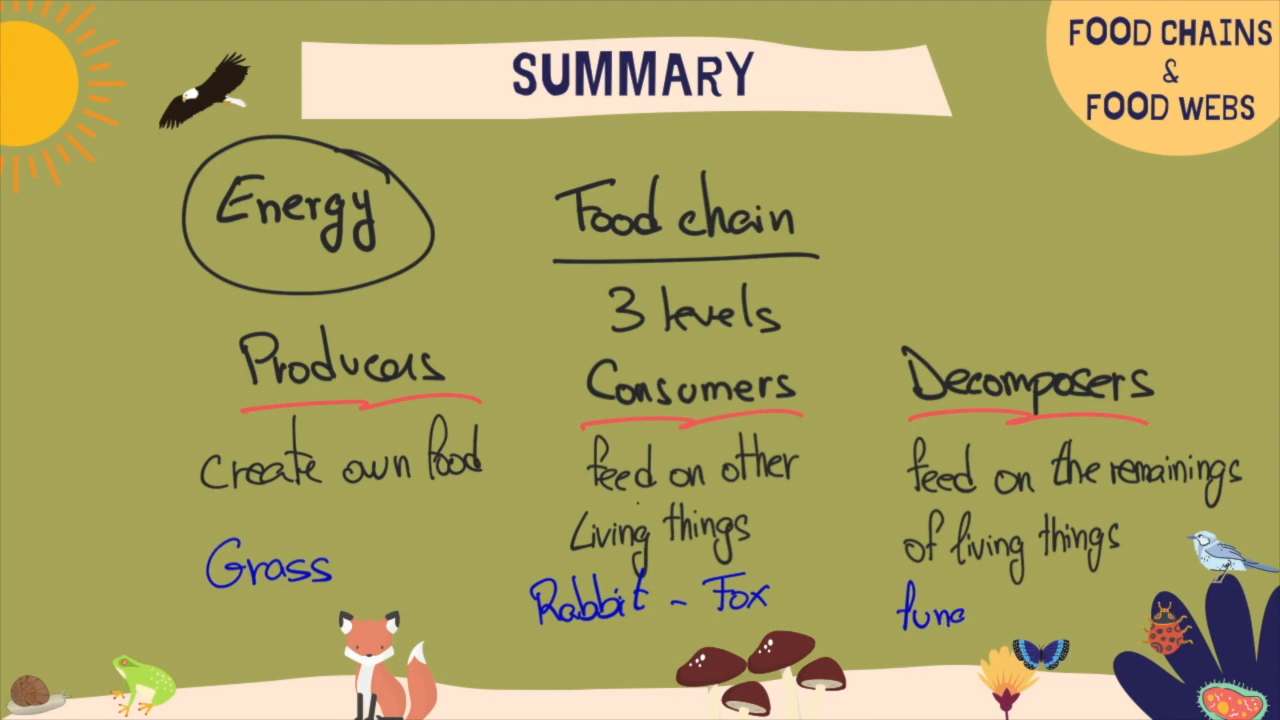 SUMMARY
FOOD CHAINS
&
FOOD WEBS
Energy
Food chain
3 levels
Producers
create own food
Grass
Consumers
feed on other
living things
Rabbit - Fox
Decomposers
feed on the remainings
of living things
func